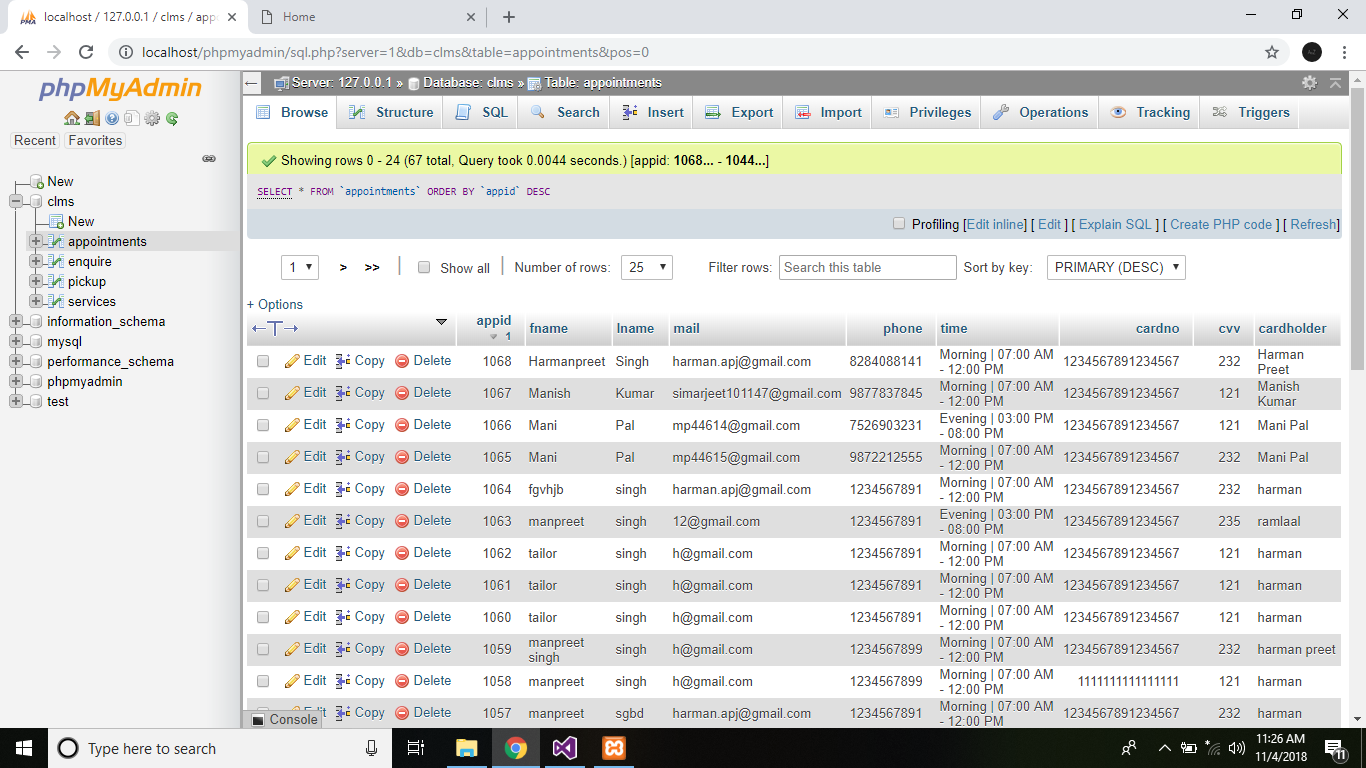 localhost / 127.0.0.1 / clms / app
Home
localhost/phpmyadmin/sql.php?server=1&db=clms&table=appointments&pos=0
phpMyAdmin
Recent Favorites
New
clms
New
appointments
enquire
pickup
services
information_schema
mysql
performance_schema
phpmyadmin
test
Server: 127.0.0.1 » Database: clms » Table: appointments
Browse Structure SQL Search Insert Export Import Privileges Operations Tracking Triggers
Showing rows 0 - 24 (67 total, Query took 0.0044 seconds.) [appid: 1068... - 1044...]
SELECT * FROM `appointments` ORDER BY `appid` DESC
Profiling [Edit inline] [ Edit ] [ Explain SQL ] [ Create PHP code ] [ Refresh]
1 > >> | Show all | Number of rows: 25 Filter rows: Search this table Sort by key: PRIMARY (DESC)
+ Options
←T→ appid 1 fname lname mail phone time cardno cvv cardholder
Edit Copy Delete 1068 Harmanpreet Singh harman.apj@gmail.com 8284088141 Morning | 07:00 AM - 12:00 PM 1234567891234567 232 Harman Preet
Edit Copy Delete 1067 Manish Kumar simarjeet101147@gmail.com 9877837845 Morning | 07:00 AM - 12:00 PM 1234567891234567 121 Manish Kumar
Edit Copy Delete 1066 Mani Pal mp44614@gmail.com 7526903231 Evening | 03:00 PM - 08:00 PM 1234567891234567 121 Mani Pal
Edit Copy Delete 1065 Mani Pal mp44615@gmail.com 9872212555 Morning | 07:00 AM - 12:00 PM 1234567891234567 232 Mani Pal
Edit Copy Delete 1064 fgvhjb singh harman.apj@gmail.com 1234567891 Morning | 07:00 AM - 12:00 PM 1234567891234567 232 harman
Edit Copy Delete 1063 manpreet singh 12@gmail.com 1234567891 Evening | 03:00 PM - 08:00 PM 1234567891234567 235 ramlaal
Edit Copy Delete 1062 tailor singh h@gmail.com 1234567891 Morning | 07:00 AM - 12:00 PM 1234567891234567 121 harman
Edit Copy Delete 1061 tailor singh h@gmail.com 1234567891 Morning | 07:00 AM - 12:00 PM 1234567891234567 121 harman
Edit Copy Delete 1060 tailor singh h@gmail.com 1234567891 Morning | 07:00 AM - 12:00 PM 1234567891234567 121 harman
Edit Copy Delete 1059 manpreet singh singh h@gmail.com 1234567899 Morning | 07:00 AM - 12:00 PM 1234567891234567 232 harman preet
Edit Copy Delete 1058 manpreet singh h@gmail.com 1234567899 Morning | 07:00 AM - 12:00 PM 1111111111111111 121 harman
Copy Delete 1057 manpreet sgbd harman.apj@gmail.com 1234567891 Morning | 07:00 AM - 12:00 PM 1234567891234567 232 harman
Console
Type here to search
11:26 AM
11/4/2018
11